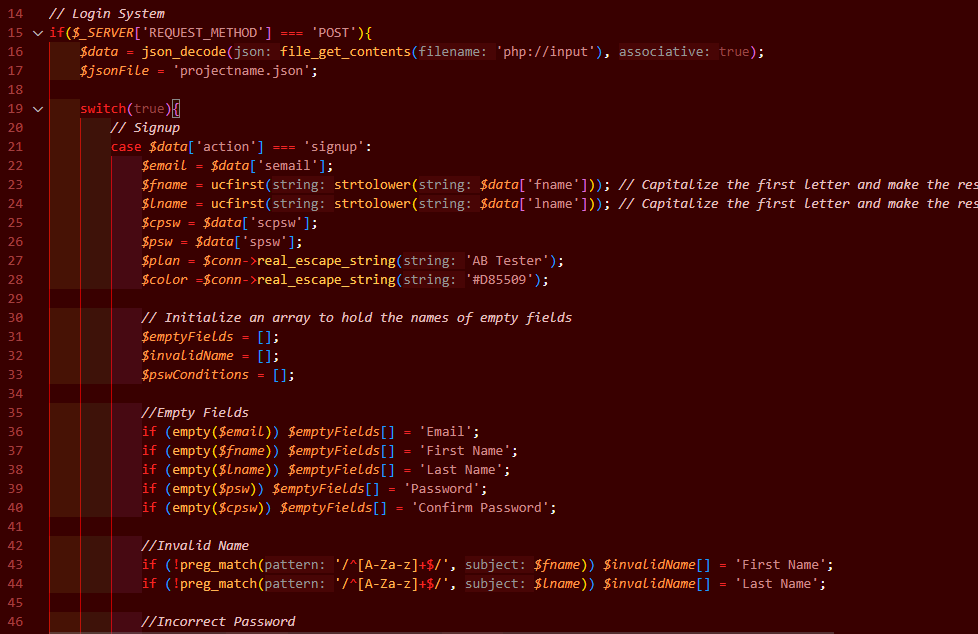 14 // Login System
15 if($_SERVER['REQUEST_METHOD'] === 'POST'){
16 $data = json_decode(json: file_get_contents(filename: 'php://input'), associative: true);
17 $jsonFile = 'projectname.json';
18
19 switch(true){
20 // Signup
21 case $data['action'] === 'signup':
22 $email = $data['semail'];
23 $fname = ucfirst(string: strtolower(string: $data['fname'])); // Capitalize the first letter and make the res
24 $lname = ucfirst(string: strtolower(string: $data['lname'])); // Capitalize the first letter and make the res
25 $cpsw = $data['scpsw'];
26 $psw = $data['spsw'];
27 $plan = $conn->real_escape_string(string: 'AB Tester');
28 $color =$conn->real_escape_string(string: '#D85509');
29
30 // Initialize an array to hold the names of empty fields
31 $emptyFields = [];
32 $invalidName = [];
33 $pswConditions = [];
34
35 //Empty Fields
36 if (empty($email)) $emptyFields[] = 'Email';
37 if (empty($fname)) $emptyFields[] = 'First Name';
38 if (empty($lname)) $emptyFields[] = 'Last Name';
39 if (empty($psw)) $emptyFields[] = 'Password';
40 if (empty($cpsw)) $emptyFields[] = 'Confirm Password';
41
42 //Invalid Name
43 if (!preg_match(pattern: '/^[A-Za-z]+$/', subject: $fname)) $invalidName[] = 'First Name';
44 if (!preg_match(pattern: '/^[A-Za-z]+$/', subject: $lname)) $invalidName[] = 'Last Name';
45
46 //Incorrect Password